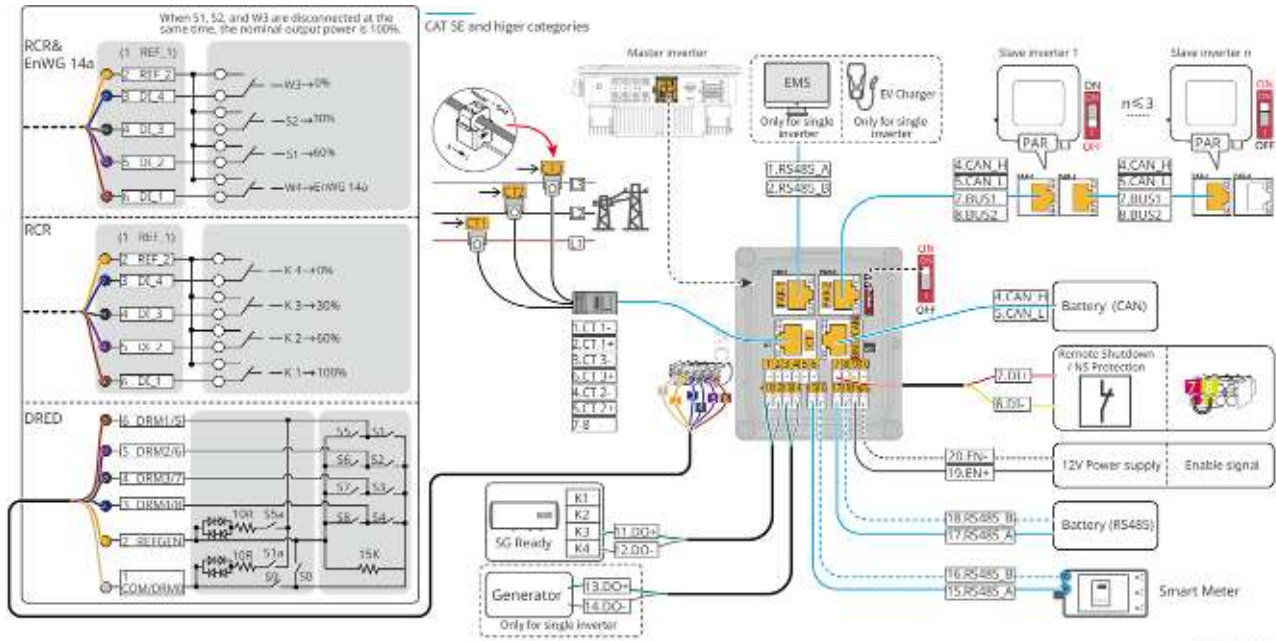 When S1, S2, and W3 are disconnected at the
same time, the nominal output power is 100%.
RCR&
EnWG 14a
(1 REF_1)
2 REF_2
3 DI_4
4 DI_3
5 DI_2
6 DI_1
W3→0%
S2→30%
S1→60%
W4→EnWG 14a
RCR
(1 REF_1)
2 REF_2
3 DI_4
4 DI_3
5 DI_2
6 DI_1
K 4→0%
K 3→30%
K 2→60%
K 1→100%
DRED
6 DRM1/5
5 DRM2/6
4 DRM3/7
3 DRM4/8
2 REFGEN
1
COM/DRM0
10R
S5a
10R
S1a
S9
S0
S5
S1
S6
S2
S7
S3
S8
S4
15K
CAT 5E and higer categories
Master inverter
EMS
Only for single
inverter
EV Charger
Only for single
inverter
1.RS485_A
2.RS485_B
Slave inverter 1
n≤3
Slave inverter n
ON
OFF
ON
OFF
PAR
PAR
4.CAN_H
5.CAN_L
7.BUS1
8.BUS2
4.CAN_H
5.CAN_L
7.BUS1
8.BUS2
L3
L2
L1
CT1
1.CT 1-
2.CT 1+
3.CT 3-
6.CT 3+
4.CT 2-
5.CT 2+
7-8
PAR-1
PAR-2
ON
OFF
4.CAN_H
5.CAN_L
Battery (CAN)
Remote Shutdown
/ NS Protection
7.DI+
8.DI-
7
8
20.EN-
19.EN+
12V Power supply
Enable signal
18.RS485_B
17.RS485_A
Battery (RS485)
16.RS485_B
15.RS485_A
Smart Meter
SG Ready
K1
K2
K3
K4
11.DO+
12.DO-
Generator
13.DO+
14.DO-
Only for single inverter